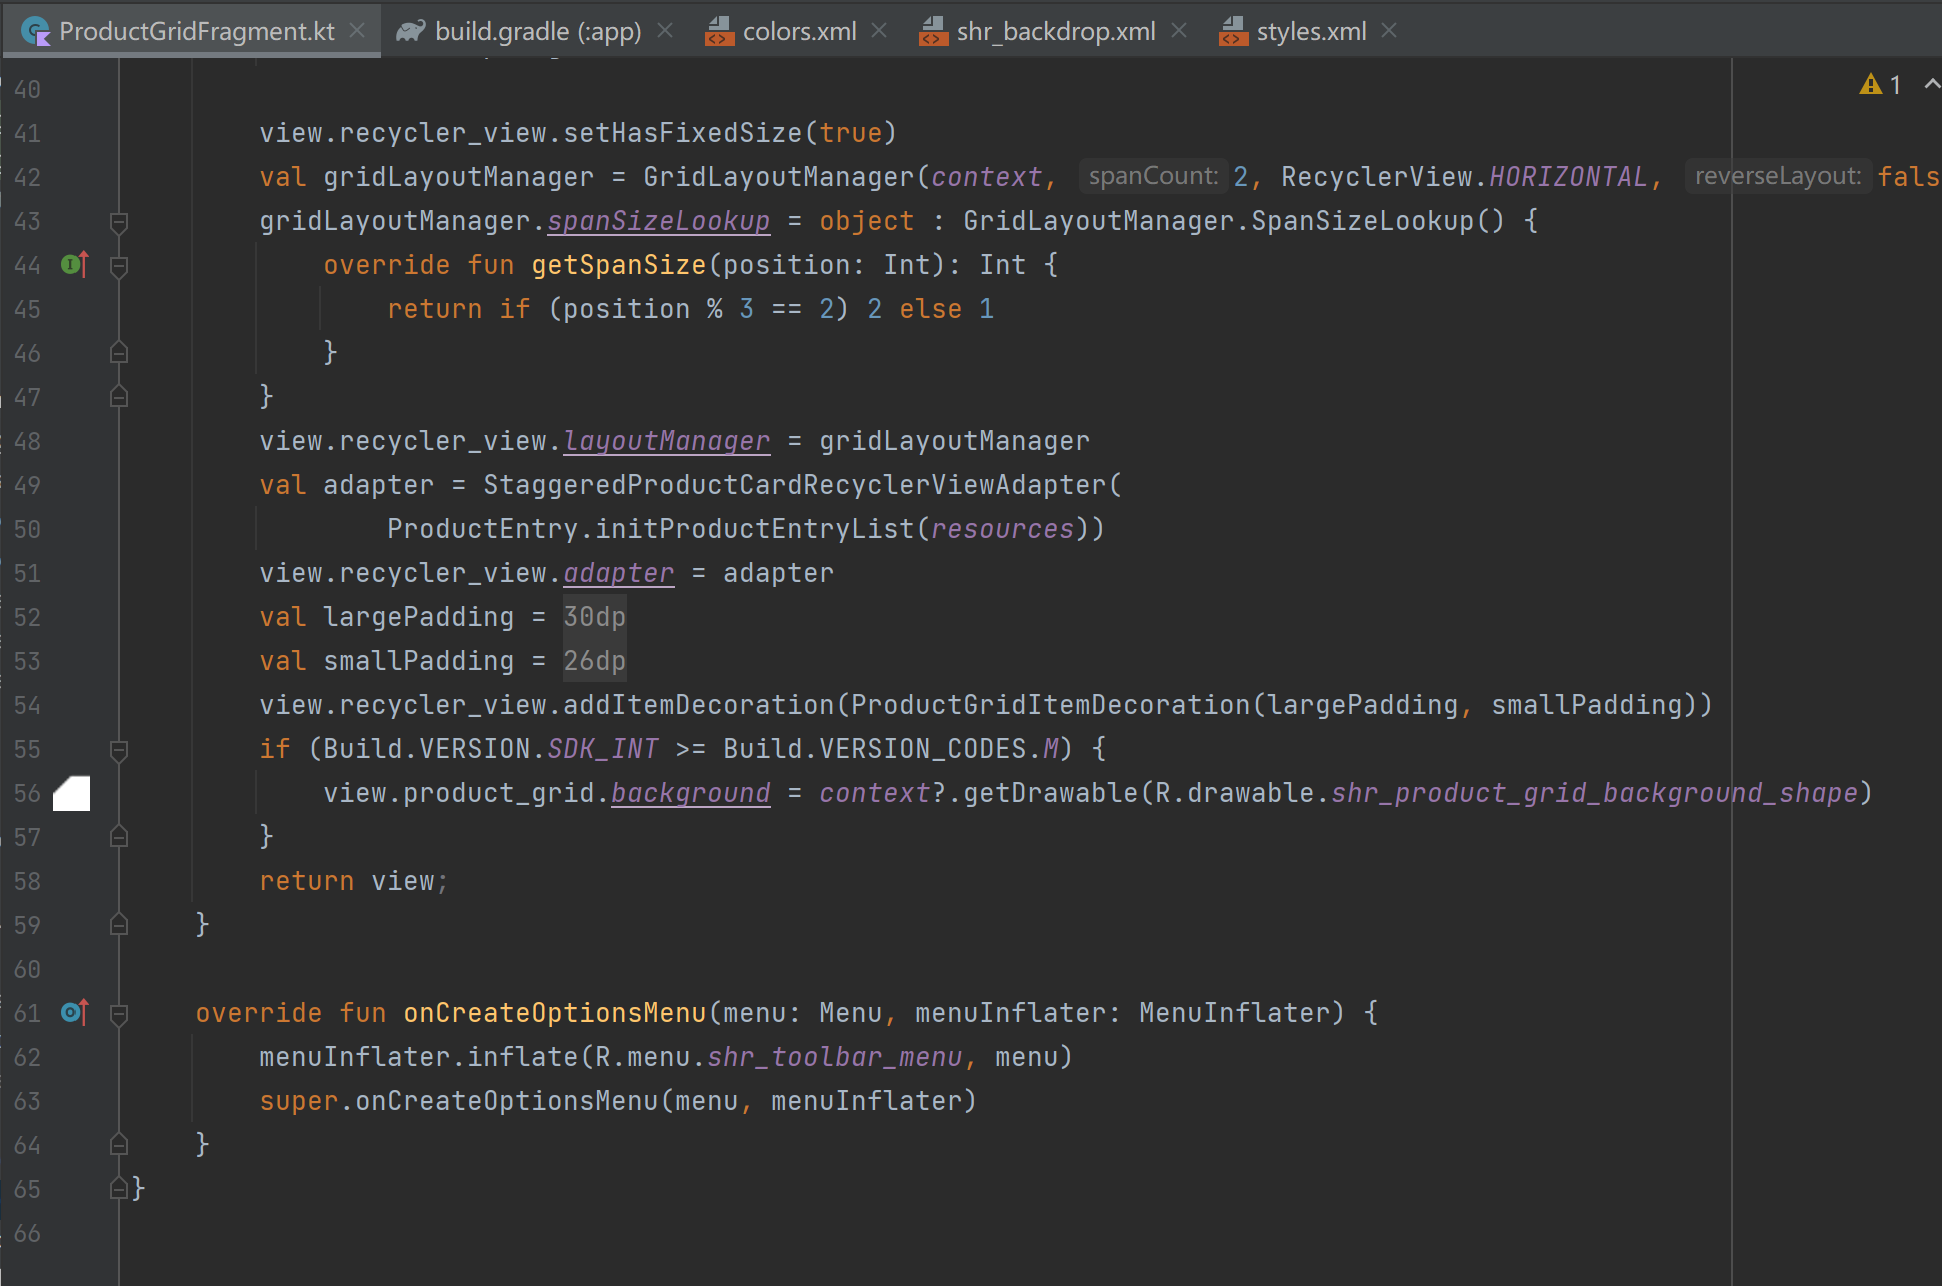 ProductGridFragment.kt build.gradle (:app) colors.xml shr_backdrop.xml styles.xml
40
1
41 view.recycler_view.setHasFixedSize(true)
42 val gridLayoutManager = GridLayoutManager(context, spanCount: 2, RecyclerView.HORIZONTAL, reverseLayout: fals
43 gridLayoutManager.spanSizeLookup = object : GridLayoutManager.SpanSizeLookup() {
44 override fun getSpanSize(position: Int): Int {
45 return if (position % 3 == 2) 2 else 1
46 }
47 }
48 view.recycler_view.layoutManager = gridLayoutManager
49 val adapter = StaggeredProductCardRecyclerViewAdapter(
50 ProductEntry.initProductEntryList(resources))
51 view.recycler_view.adapter = adapter
52 val largePadding = 30dp
53 val smallPadding = 26dp
54 view.recycler_view.addItemDecoration(ProductGridItemDecoration(largePadding, smallPadding))
55 if (Build.VERSION.SDK_INT >= Build.VERSION_CODES.M) {
56 view.product_grid.background = context?.getDrawable(R.drawable.shr_product_grid_background_shape)
57 }
58 return view;
59 }
60
61 override fun onCreateOptionsMenu(menu: Menu, menuInflater: MenuInflater) {
62 menuInflater.inflate(R.menu.shr_toolbar_menu, menu)
63 super.onCreateOptionsMenu(menu, menuInflater)
64 }
65 }
66